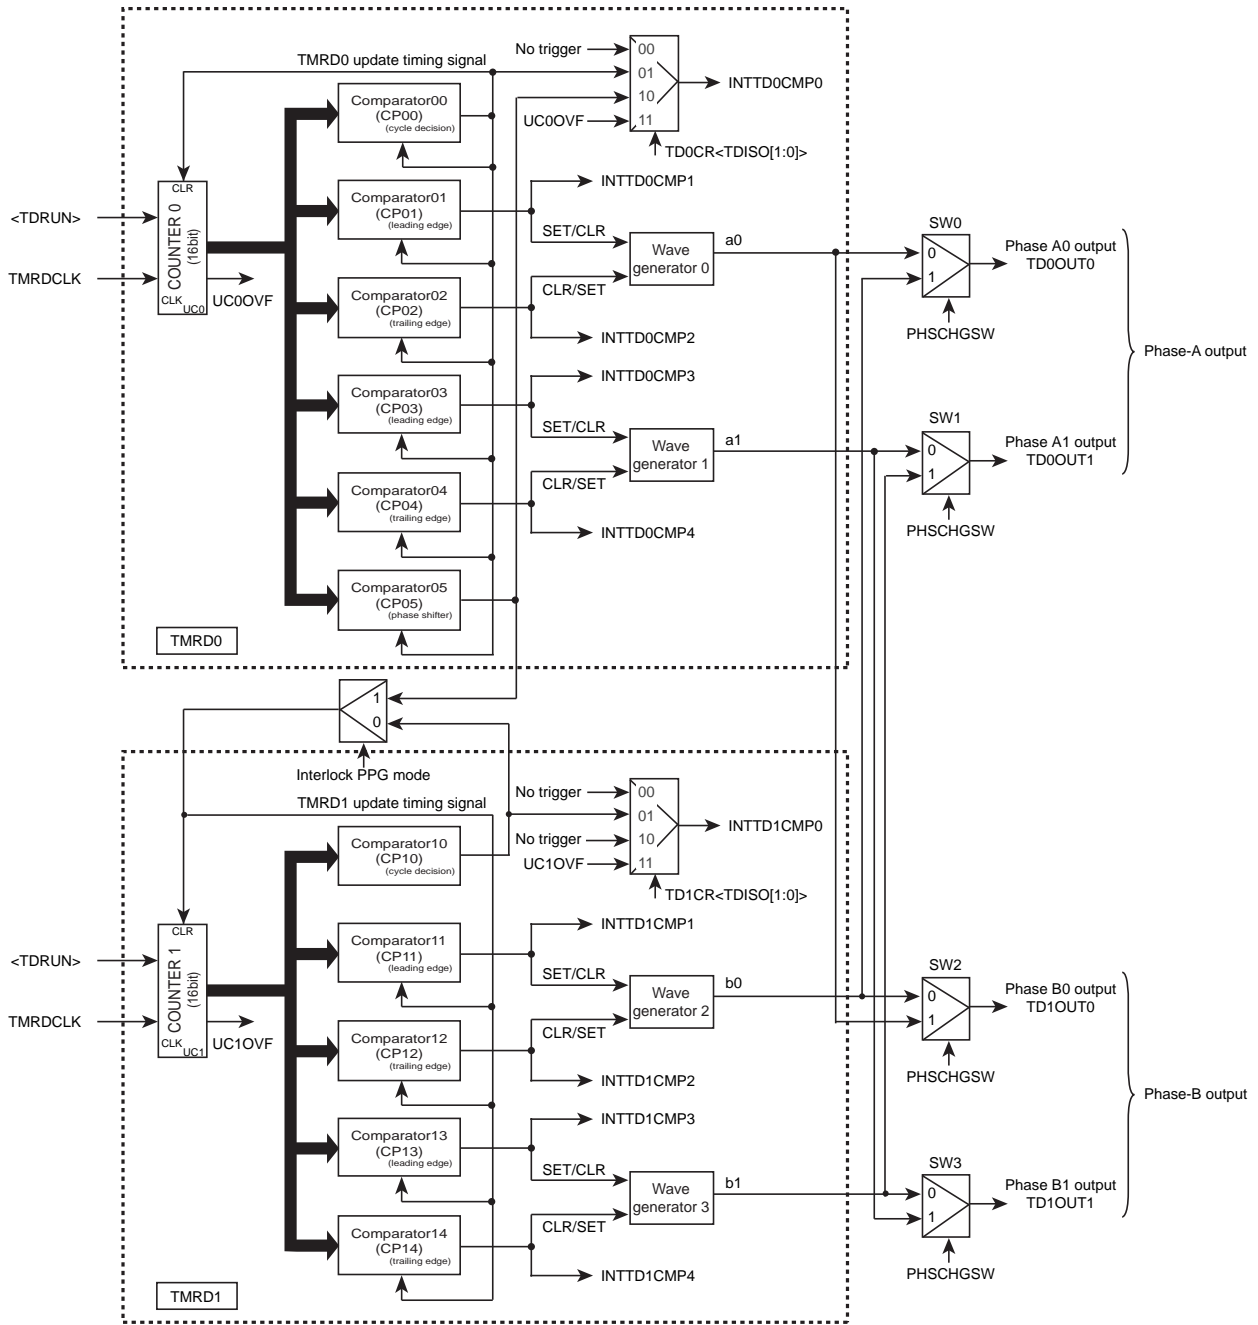 No trigger
00
TMRD0 update timing signal
01
INTTD0CMP0
10
UC0OVF
11
TD0CR<TDISO[1:0]>
Comparator00
(CP00)
(cycle decision)
CLR
COUNTER 0
(16bit)
CLK
UC0
<TDRUN>
TMRDCLK
UC0OVF
Comparator01
(CP01)
(leading edge)
INTTD0CMP1
SET/CLR
Wave
generator 0
a0
CLR/SET
Comparator02
(CP02)
(trailing edge)
INTTD0CMP2
SW0
0
1
PHSCHGSW
Phase A0 output
TD0OUT0
Phase-A output
Comparator03
(CP03)
(leading edge)
INTTD0CMP3
SET/CLR
Wave
generator 1
a1
CLR/SET
Comparator04
(CP04)
(trailing edge)
INTTD0CMP4
SW1
0
1
PHSCHGSW
Phase A1 output
TD0OUT1
Comparator05
(CP05)
(phase shifter)
TMRD0
1
0
Interlock PPG mode
No trigger
00
TMRD1 update timing signal
01
INTTD1CMP0
No trigger
10
UC1OVF
11
TD1CR<TDISO[1:0]>
Comparator10
(CP10)
(cycle decision)
CLR
COUNTER 1
(16bit)
CLK
UC1
<TDRUN>
TMRDCLK
UC1OVF
Comparator11
(CP11)
(leading edge)
INTTD1CMP1
SET/CLR
Wave
generator 2
b0
CLR/SET
Comparator12
(CP12)
(trailing edge)
INTTD1CMP2
SW2
0
1
PHSCHGSW
Phase B0 output
TD1OUT0
Phase-B output
Comparator13
(CP13)
(leading edge)
INTTD1CMP3
SET/CLR
Wave
generator 3
b1
CLR/SET
Comparator14
(CP14)
(trailing edge)
INTTD1CMP4
SW3
0
1
PHSCHGSW
Phase B1 output
TD1OUT1
TMRD1